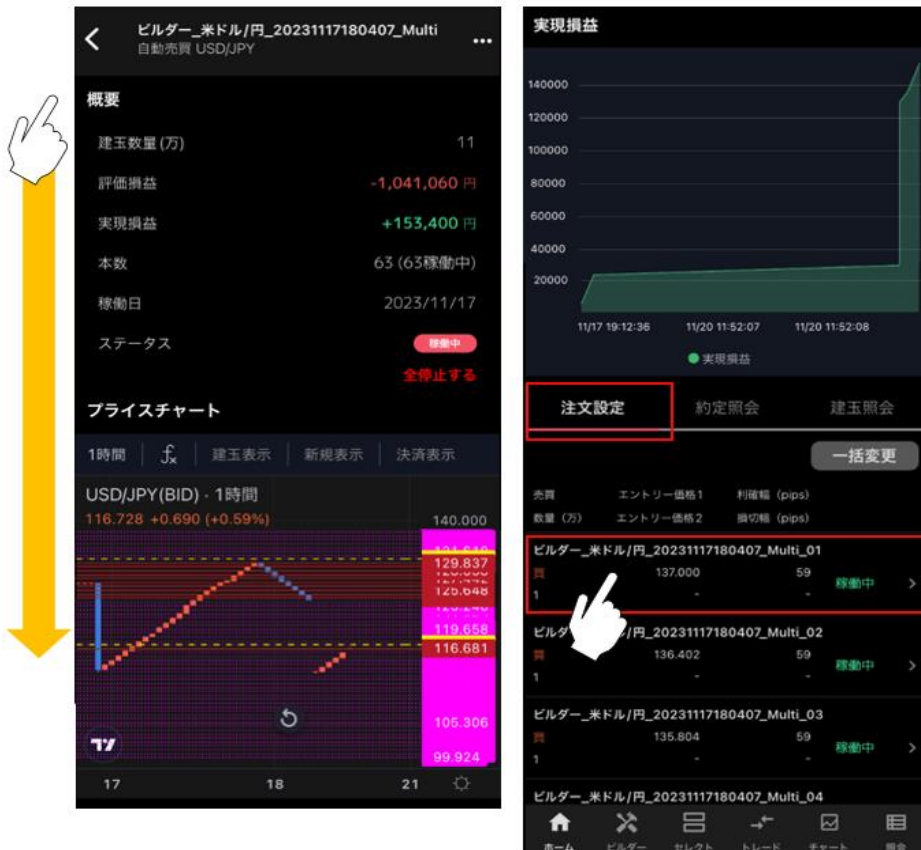 ビルダー_米ドル/円_20231117180407_Multi
自動売買 USD/JPY
概要
建玉数量(万) 11
評価損益 -1,041,060 円
実現損益 +153,400 円
本数 63 (63稼働中)
稼働日 2023/11/17
ステータス 稼働中
全停止する
プライスチャート
1時間 fx 建玉表示 新規表示 決済表示
USD/JPY(BID)・1時間
116.728 +0.690 (+0.59%)
140.000
129.837
125.648
119.658
116.681
105.306
99.924
17 18 21
実現損益
140000
120000
100000
80000
60000
40000
20000
11/17 19:12:36 11/20 11:52:07 11/20 11:52:08
実現損益
注文設定 約定照会 建玉照会
一括変更
売買 エントリー価格1 利確幅 (pips)
数量 (万) エントリー価格2 損切幅 (pips)
ビルダー_米ドル/円_20231117180407_Multi_01
買 137.000 59 稼働中 >
1 - -
ビルダ ル/円_20231117180407_Multi_02
買 136.402 59 稼働中 >
1 - -
ビルダー_米ドル/円_20231117180407_Multi_03
買 135.804 59 稼働中 >
1 - -
ビルダー_米ドル/円_20231117180407_Multi_04
ホーム ビルダー セレクト トレード チャート 照会